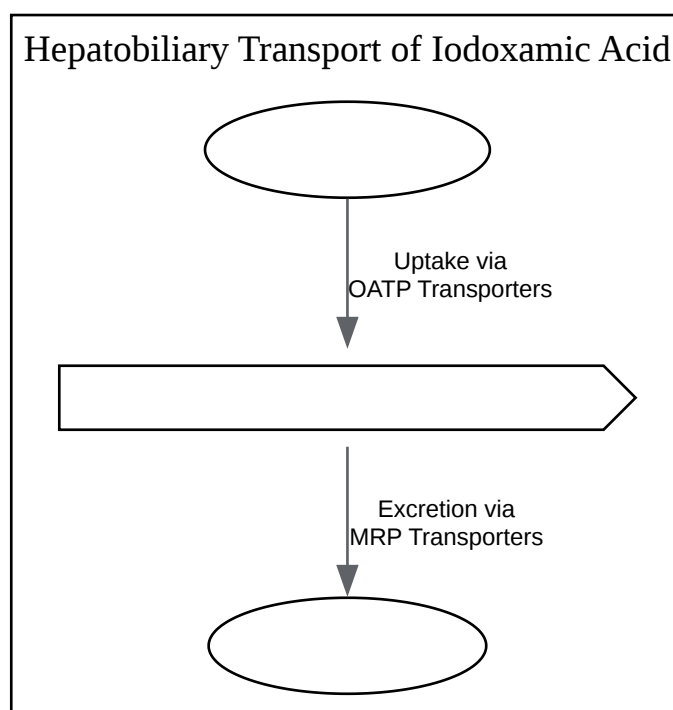 Hepatobiliary Transport of Iodoxamic Acid
Uptake via
OATP Transporters
Excretion via
MRP Transporters